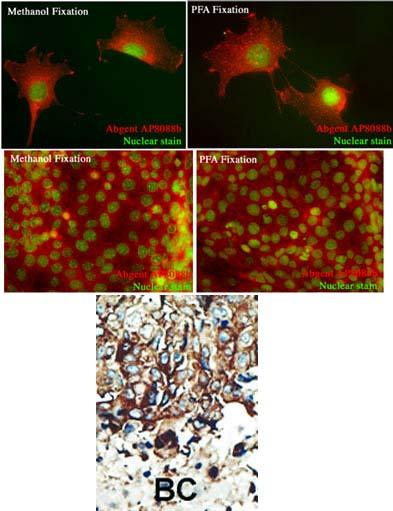 Methanol Fixation
PFA Fixation
Abgent AP8088b
Nuclear stain
Abgent AP8088b
Nuclear stain
Methanol Fixation
PFA Fixation
Abgent AP8088b
Nuclear stain
Abgent AP8088b
Nuclear stain
BC